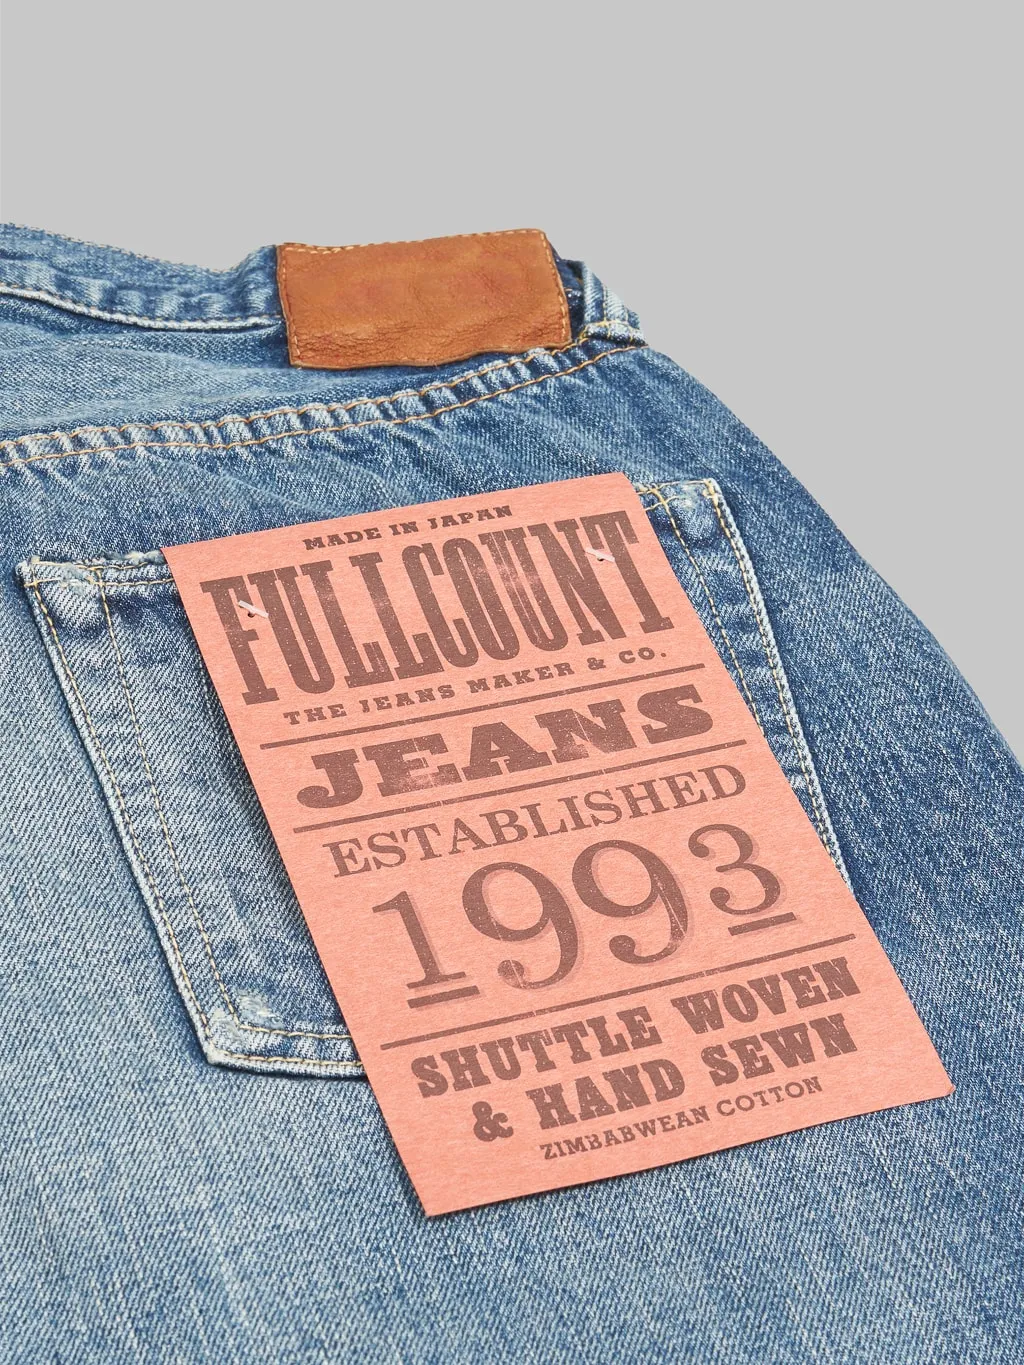 MADE IN JAPAN
FULLCOUNT
THE JEANS MAKER & CO.
JEANS
ESTABLISHED
1993
SHUTTLE WOVEN
& HAND SEWN
ZIMBABWEAN COTTON